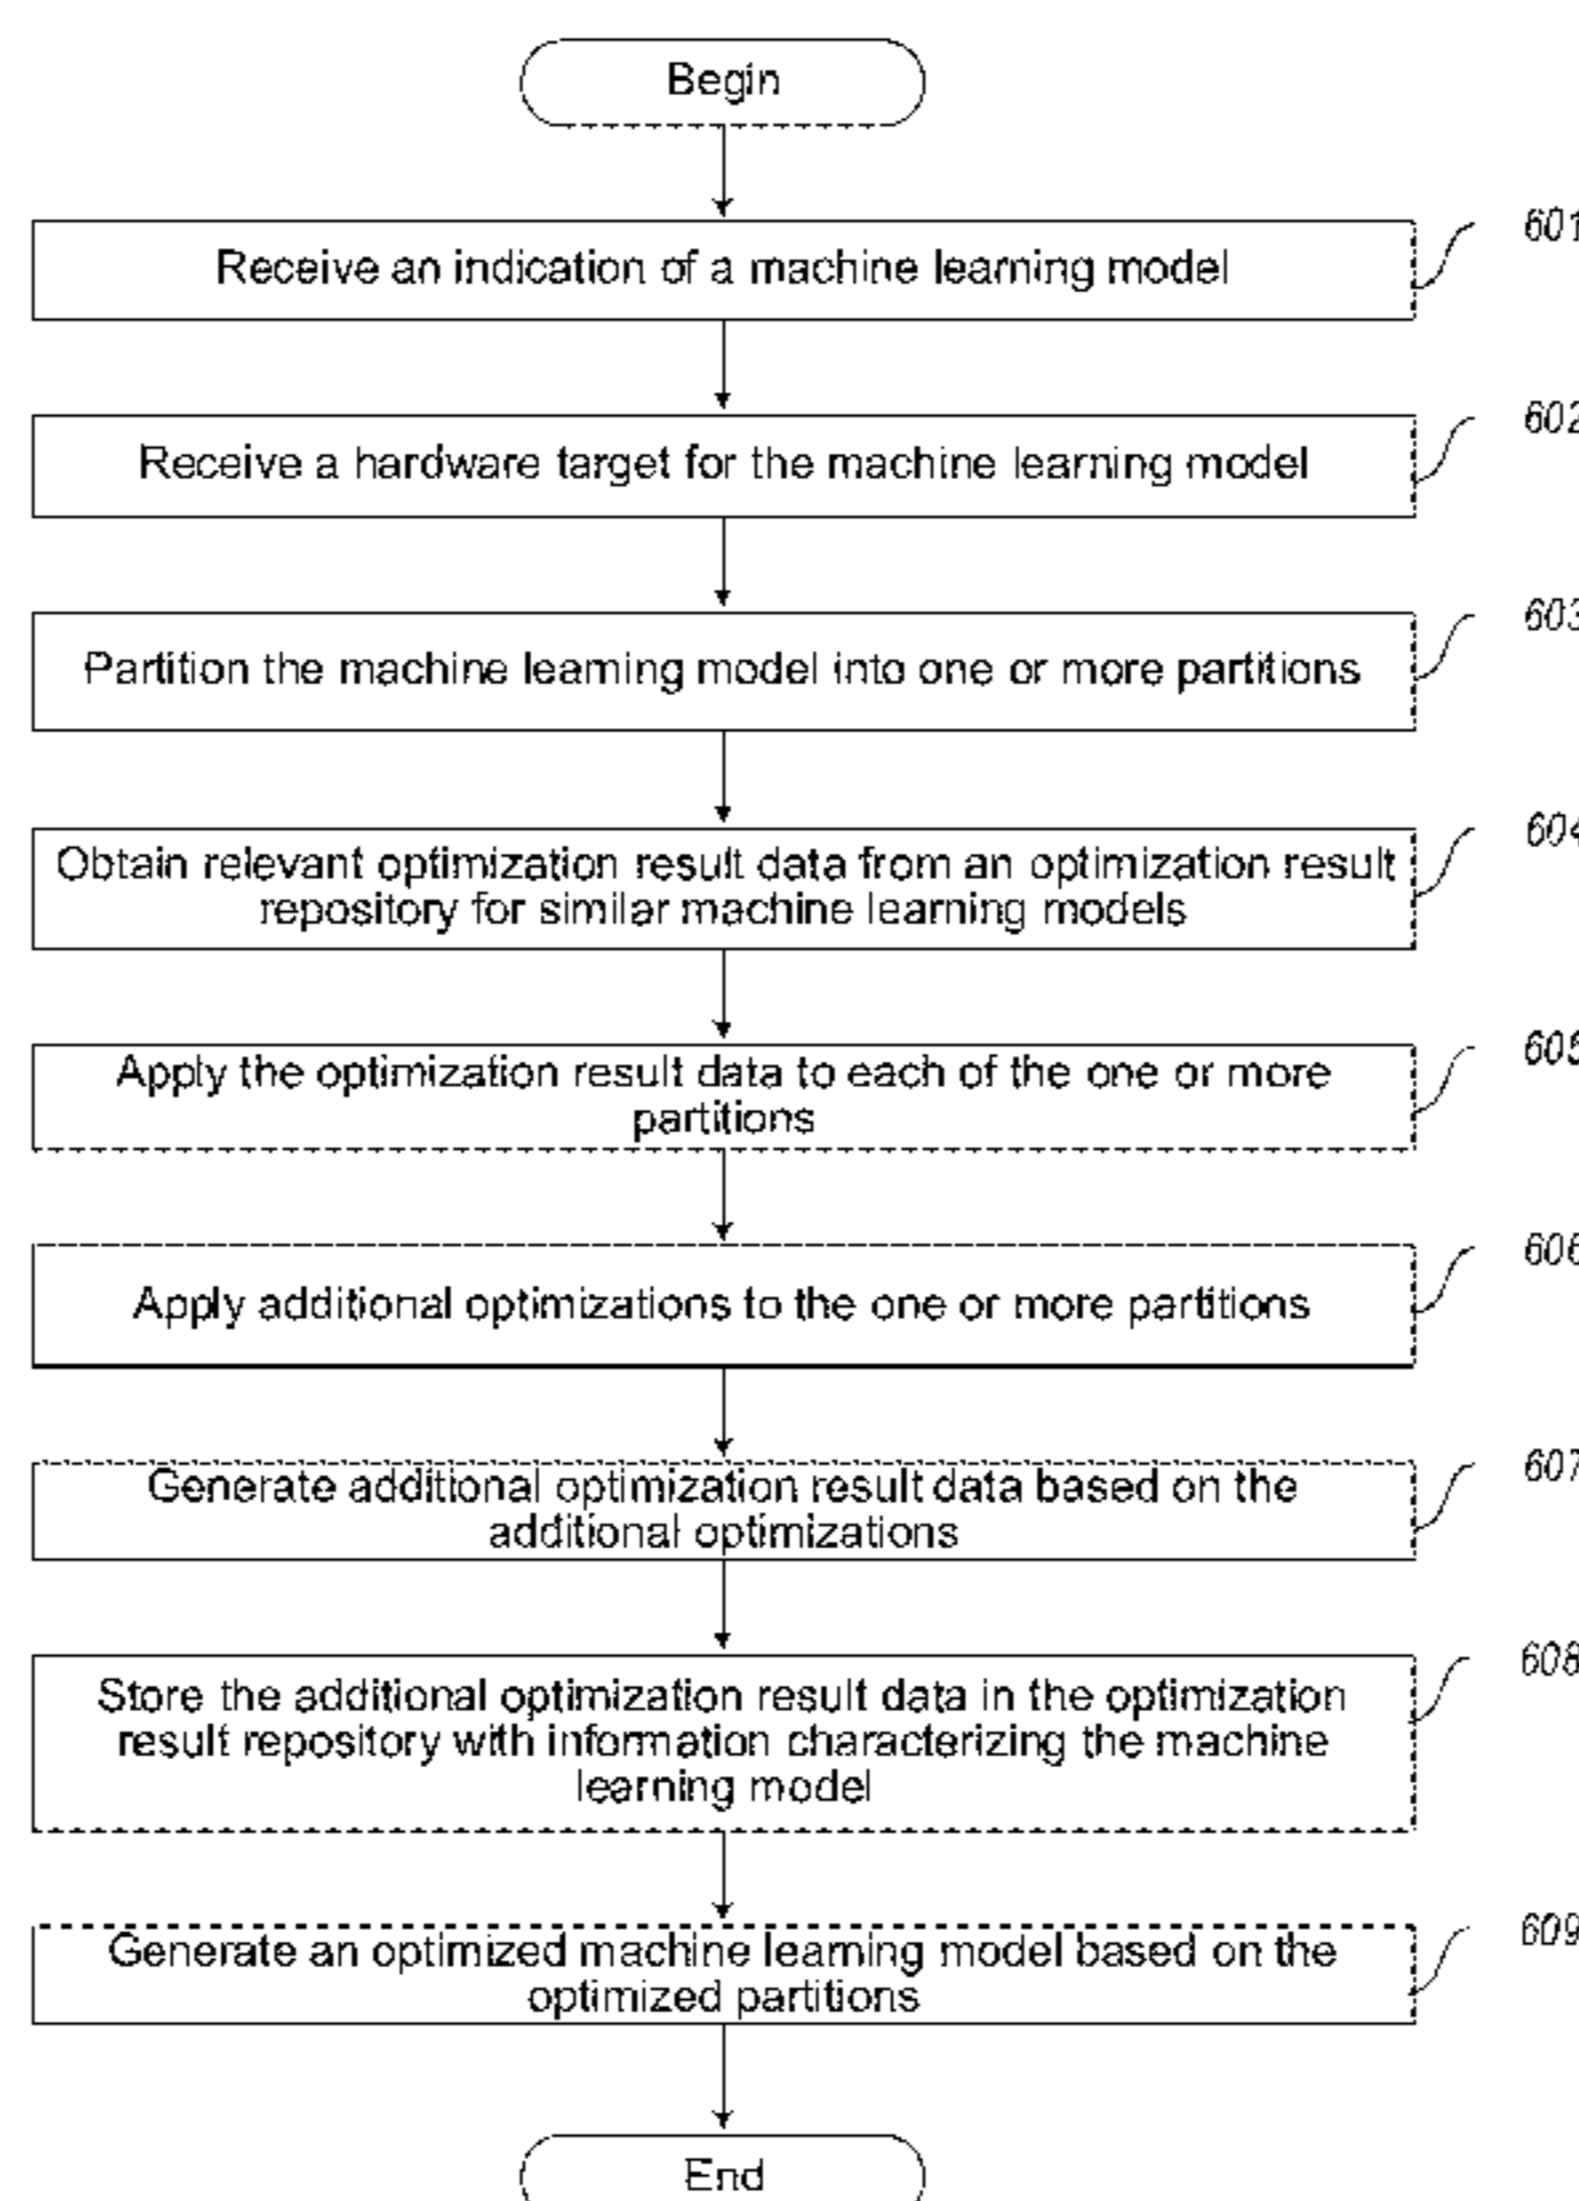 Begin
Receive an indication of a machine learning model
601
Receive a hardware target for the machine learning model
602
Partition the machine learning model into one or more partitions
603
Obtain relevant optimization result data from an optimization result
repository for similar machine learning models
604
Apply the optimization result data to each of the one or more
partitions
605
Apply additional optimizations to the one or more partitions
606
Generate additional optimization result data based on the
additional optimizations
607
Store the additional optimization result data in the optimization
result repository with information characterizing the machine
learning model
608
Generate an optimized machine learning model based on the
optimized partitions
609
End